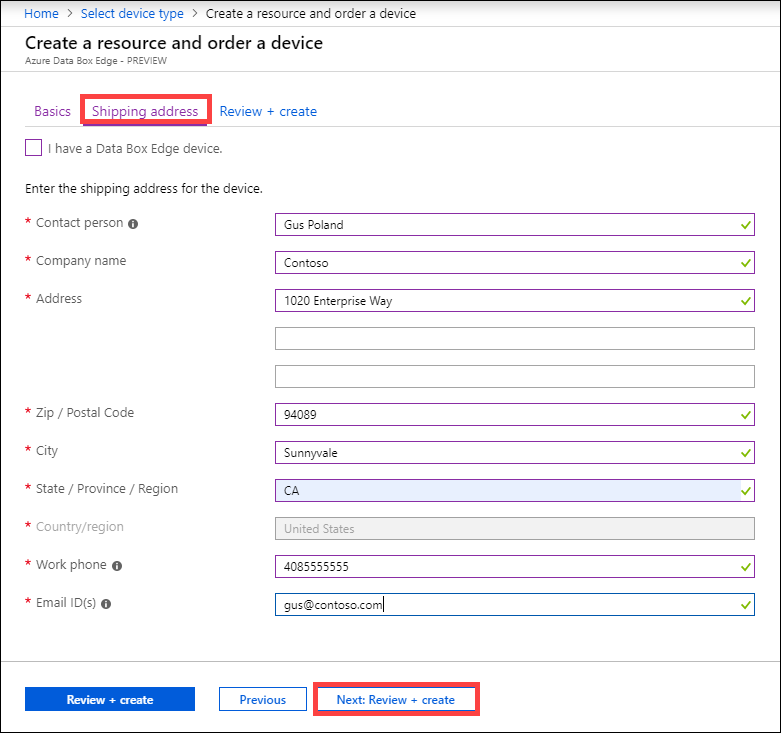 Home > Select device type > Create a resource and order a device
Create a resource and order a device
Azure Data Box Edge - PREVIEW
Basics Shipping address Review + create
I have a Data Box Edge device.
Enter the shipping address for the device.
* Contact person Gus Poland
* Company name Contoso
* Address 1020 Enterprise Way
* Zip / Postal Code 94089
* City Sunnyvale
* State / Province / Region CA
* Country/region United States
* Work phone 4085555555
* Email ID(s) gus@contoso.com
Review + create Previous Next: Review + create